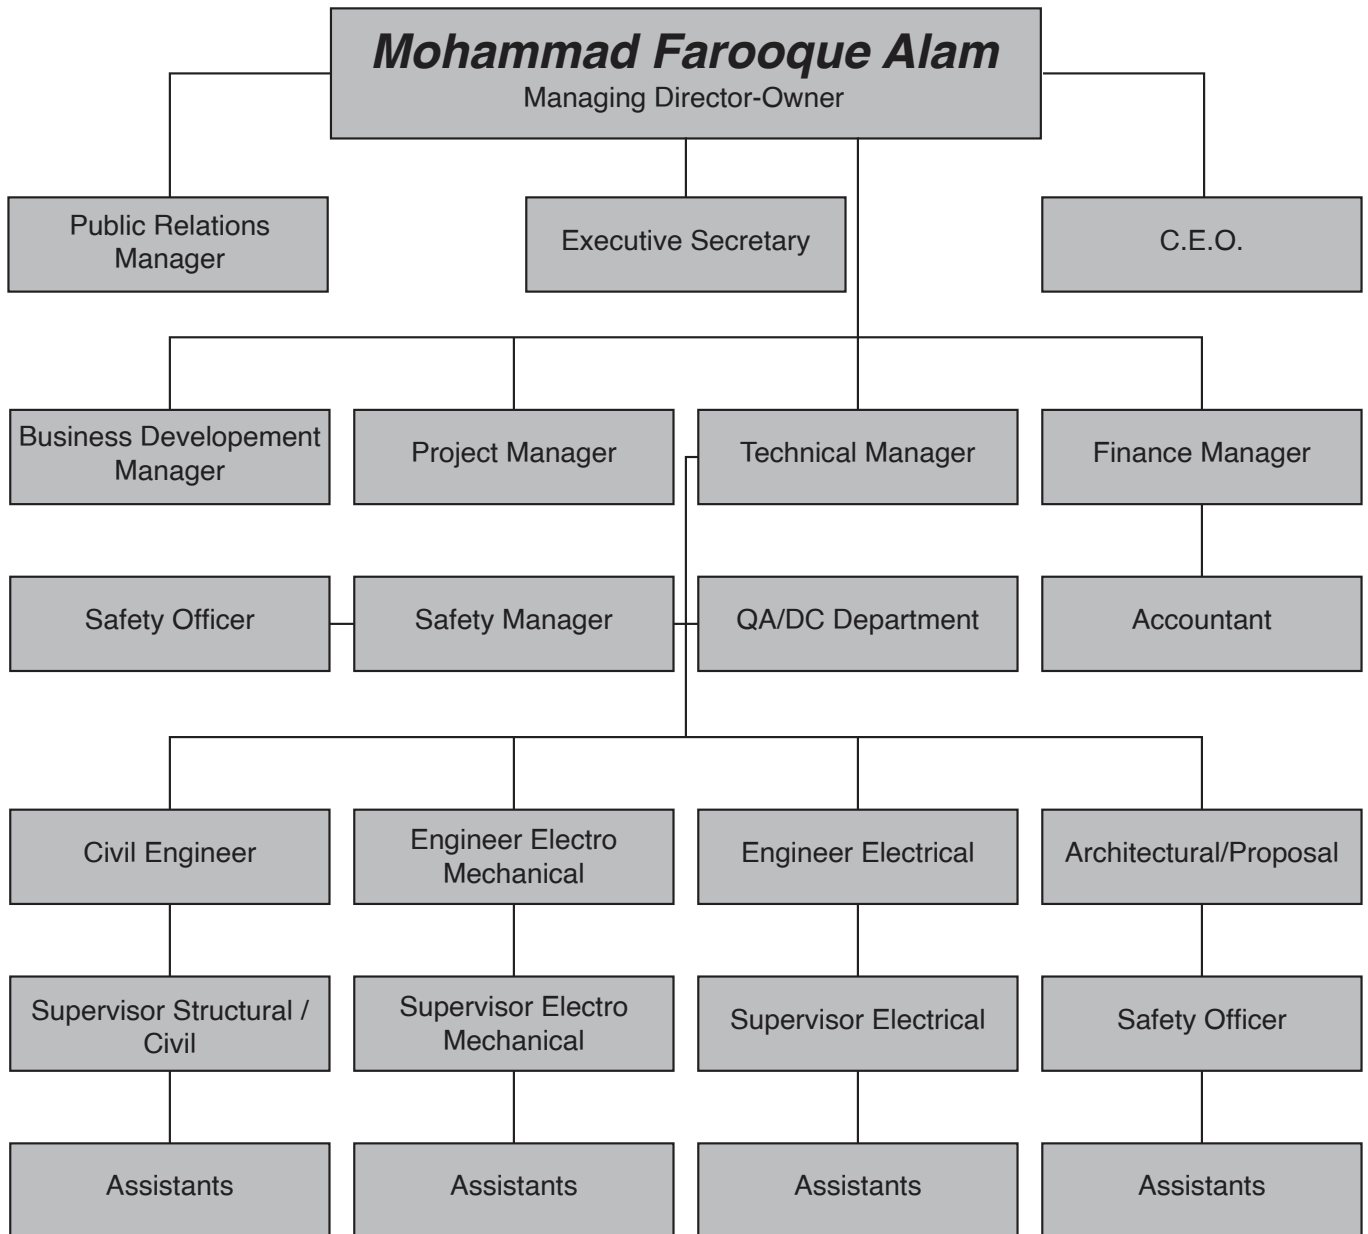 Mohammad Farooque Alam
Managing Director-Owner
Public Relations
Manager
Executive Secretary
C.E.O.
Business Developement
Manager
Project Manager
Technical Manager
Finance Manager
Safety Officer
Safety Manager
QA/DC Department
Accountant
Civil Engineer
Engineer Electro
Mechanical
Engineer Electrical
Architectural/Proposal
Supervisor Structural /
Civil
Supervisor Electro
Mechanical
Supervisor Electrical
Safety Officer
Assistants
Assistants
Assistants
Assistants